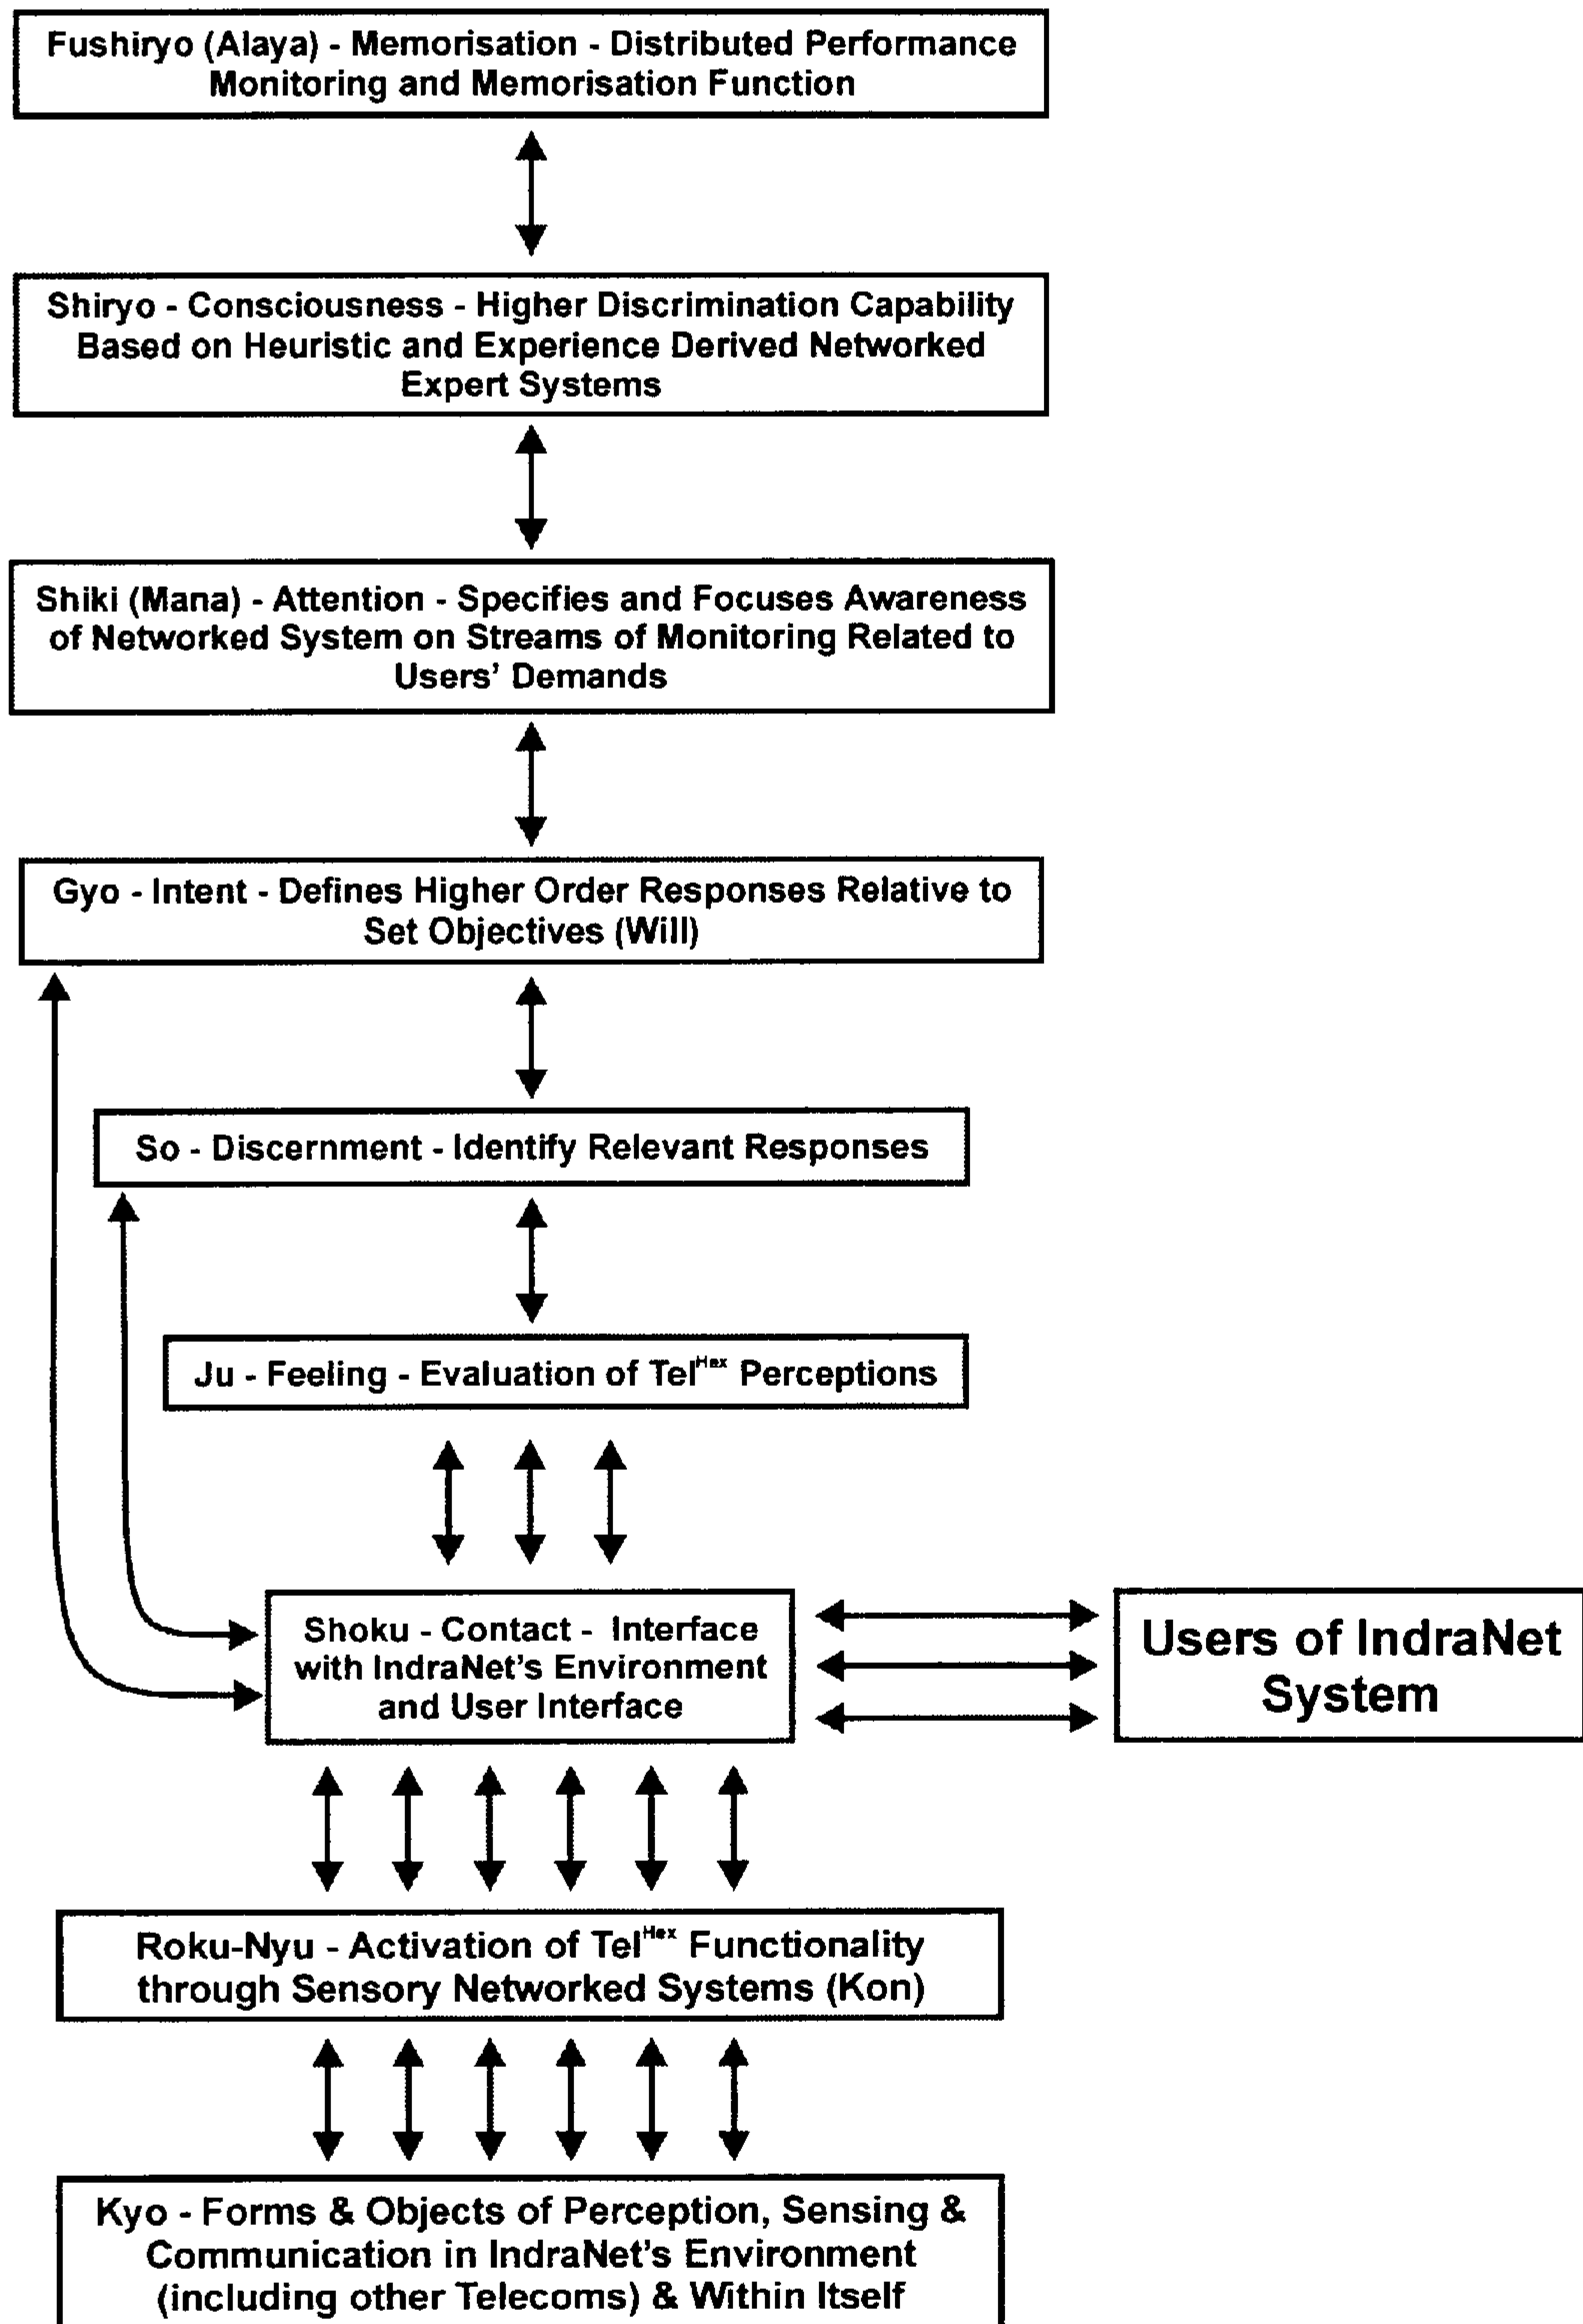 Fushiryo (Alaya) - Memorisation - Distributed Performance
Monitoring and Memorisation Function
Shiryo - Consciousness - Higher Discrimination Capability
Based on Heuristic and Experience Derived Networked
Expert Systems
Shiki (Mana) - Attention - Specifies and Focuses Awareness
of Networked System on Streams of Monitoring Related to
Users' Demands
Gyo - Intent - Defines Higher Order Responses Relative to
Set Objectives (Will)
So - Discernment - Identify Relevant Responses
Ju - Feeling - Evaluation of Tel^Hex Perceptions
Shoku - Contact - Interface
with IndraNet's Environment
and User Interface
Users of IndraNet
System
Roku-Nyu - Activation of Tel^Hex Functionality
through Sensory Networked Systems (Kon)
Kyo - Forms & Objects of Perception, Sensing &
Communication in IndraNet's Environment
(including other Telecoms) & Within Itself